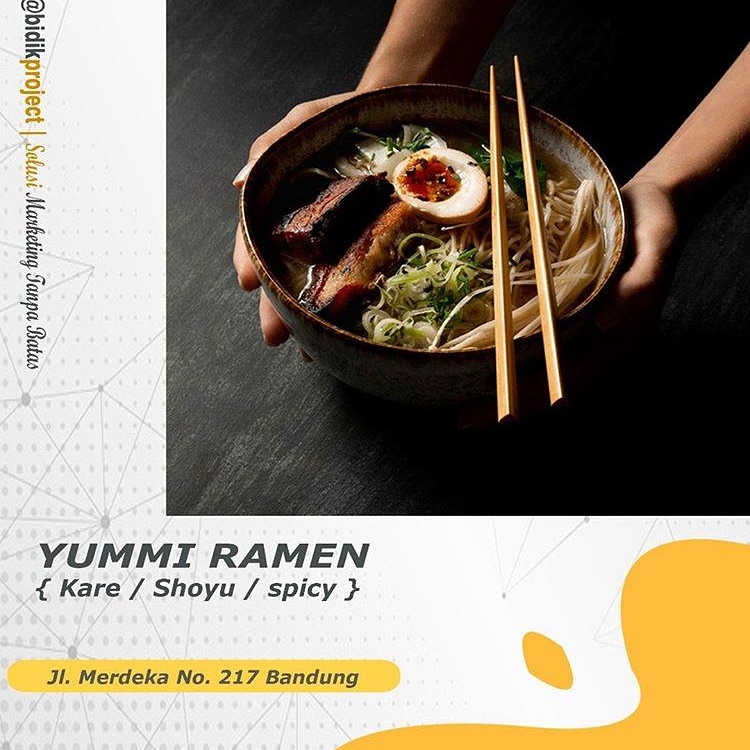 @bidikproject | Solusi Marketing Tanpa Batas
YUMMI RAMEN
{ Kare / Shoyu / spicy }
Jl. Merdeka No. 217 Bandung